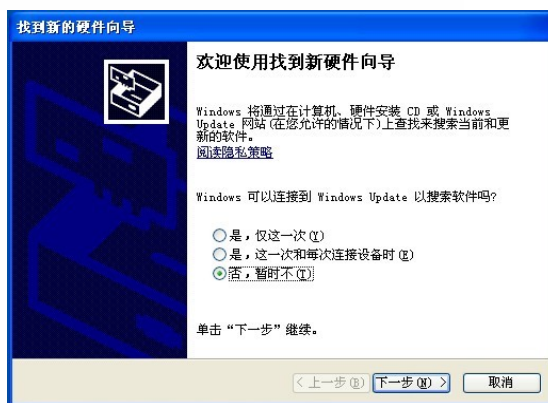 找到新的硬件向导
欢迎使用找到新硬件向导
Windows 将通过在计算机、硬件安装 CD 或 Windows
Update 网站(在您允许的情况下)上查找来搜索当前和更
新的软件。
阅读隐私策略
Windows 可以连接到 Windows Update 以搜索软件吗?
是，仅这一次(Y)
是，这一次和每次连接设备时(E)
否，暂时不(T)
单击“下一步”继续。
< 上一步(B) 下一步(N) > 取消